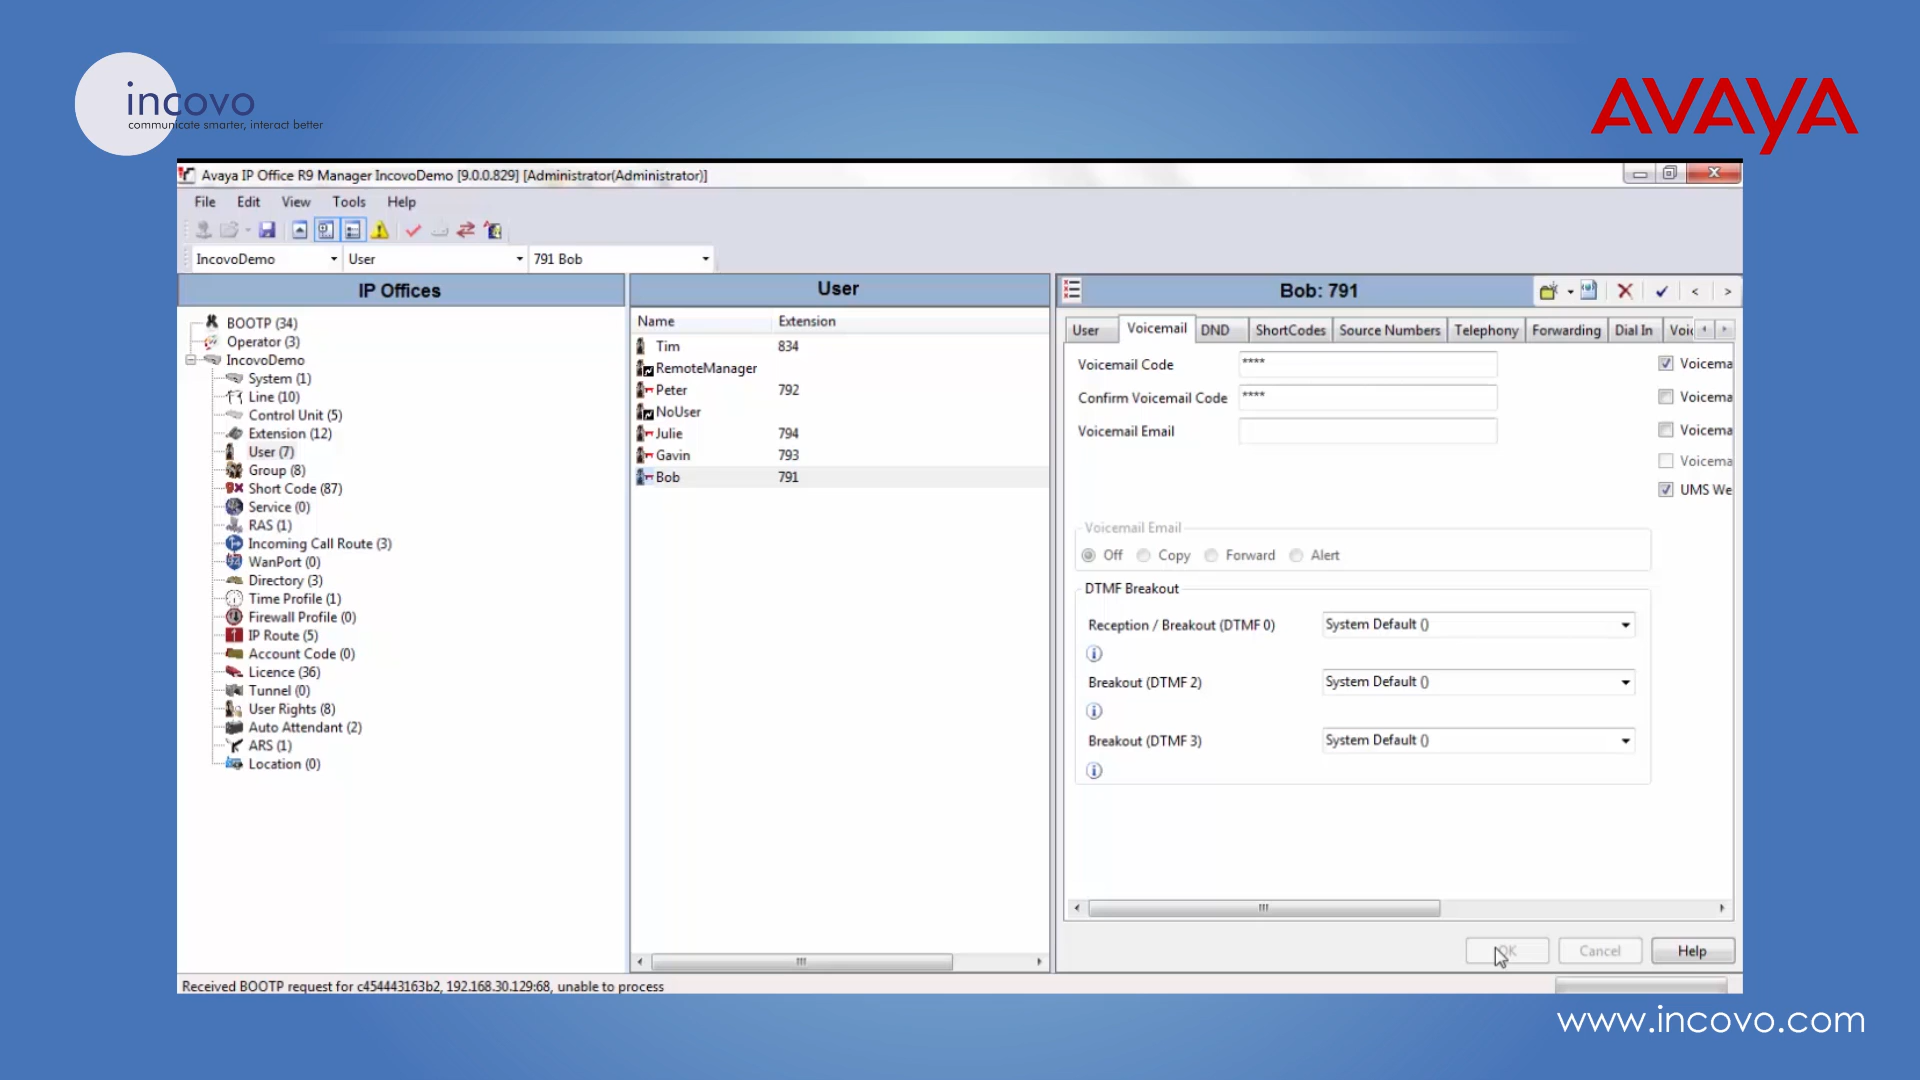 incovo
communicate smarter, interact better
AVAYA
Avaya IP Office R9 Manager IncovoDemo [9.0.0.829] [Administrator(Administrator)]
File Edit View Tools Help
IncovoDemo User 791 Bob
IP Offices
BOOTP (34)
Operator (3)
IncovoDemo
System (1)
Line (10)
Control Unit (5)
Extension (12)
User (7)
Group (8)
Short Code (87)
Service (0)
RAS (1)
Incoming Call Route (3)
WanPort (0)
Directory (3)
Time Profile (1)
Firewall Profile (0)
IP Route (5)
Account Code (0)
Licence (36)
Tunnel (0)
User Rights (8)
Auto Attendant (2)
ARS (1)
Location (0)
User
Name Extension
Tim 834
RemoteManager
Peter 792
NoUser
Julie 794
Gavin 793
Bob 791
Bob: 791
User Voicemail DND ShortCodes Source Numbers Telephony Forwarding Dial In Voic
Voicemail Code **** Voicema
Confirm Voicemail Code **** Voicema
Voicemail Email Voicema
Voicema
UMS We
Voicemail Email
Off Copy Forward Alert
DTMF Breakout
Reception / Breakout (DTMF 0) System Default ()
Breakout (DTMF 2) System Default ()
Breakout (DTMF 3) System Default ()
OK Cancel Help
Received BOOTP request for c454443163b2, 192.168.30.129:68, unable to process
www.incovo.com